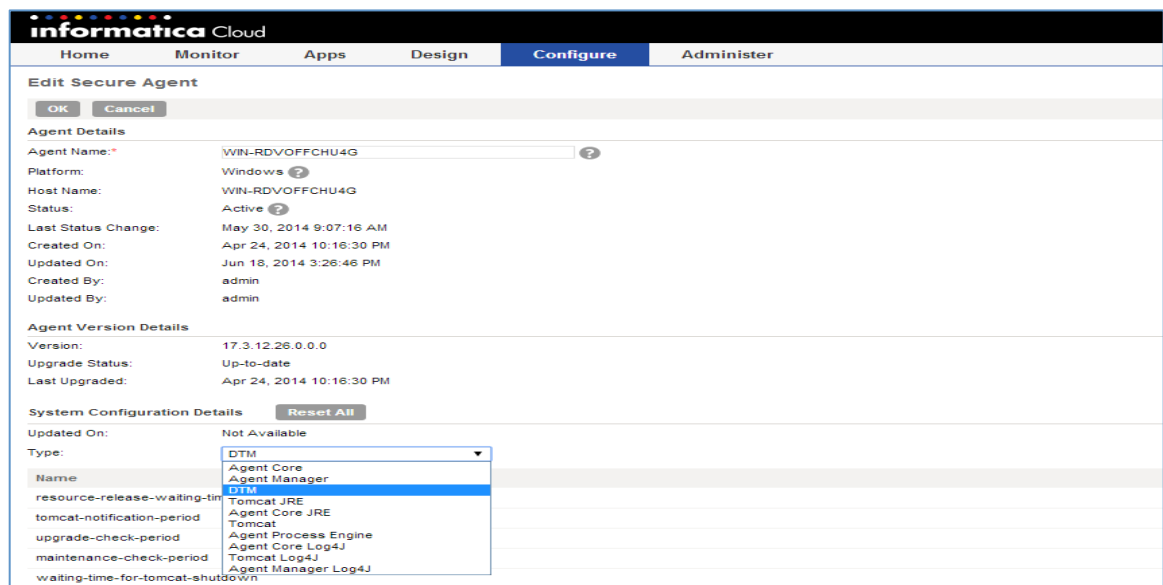 informatica Cloud
Home Monitor Apps Design Configure Administer
Edit Secure Agent
OK Cancel
Agent Details
Agent Name:* WIN-RDVOFFCHU4G ?
Platform: Windows ?
Host Name: WIN-RDVOFFCHU4G
Status: Active ?
Last Status Change: May 30, 2014 9:07:16 AM
Created On: Apr 24, 2014 10:16:30 PM
Updated On: Jun 18, 2014 3:26:46 PM
Created By: admin
Updated By: admin
Agent Version Details
Version: 17.3.12.26.0.0.0
Upgrade Status: Up-to-date
Last Upgraded: Apr 24, 2014 10:16:30 PM
System Configuration Details Reset All
Updated On: Not Available
Type: DTM
Agent Core
Agent Manager
DTM
Tomcat JRE
Agent Core JRE
Tomcat
Agent Process Engine
Agent Core Log4J
Tomcat Log4J
Agent Manager Log4J
Name
resource-release-waiting-tim
tomcat-notification-period
upgrade-check-period
maintenance-check-period
waiting-time-for-tomcat-shutdown